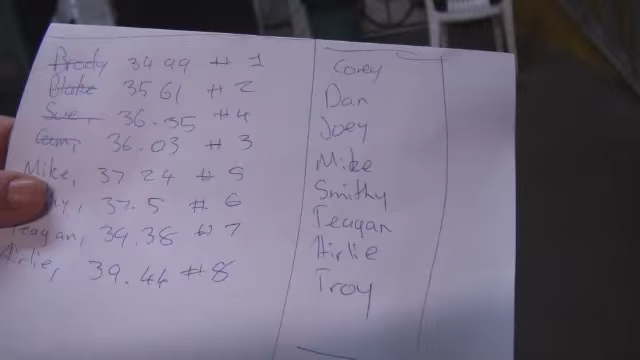 Brody 34 99 # 1
Blake 35 61 # 2
Sue, 36.35 #4
Cam, 36.03 # 3
Mike, 37 24 # 5
37.5 # 6
Teagan, 39.38 # 7
Airlie, 39.44 #8
Corey
Dan
Joey
Mike
Smithy
Teagan
Airlie
Troy